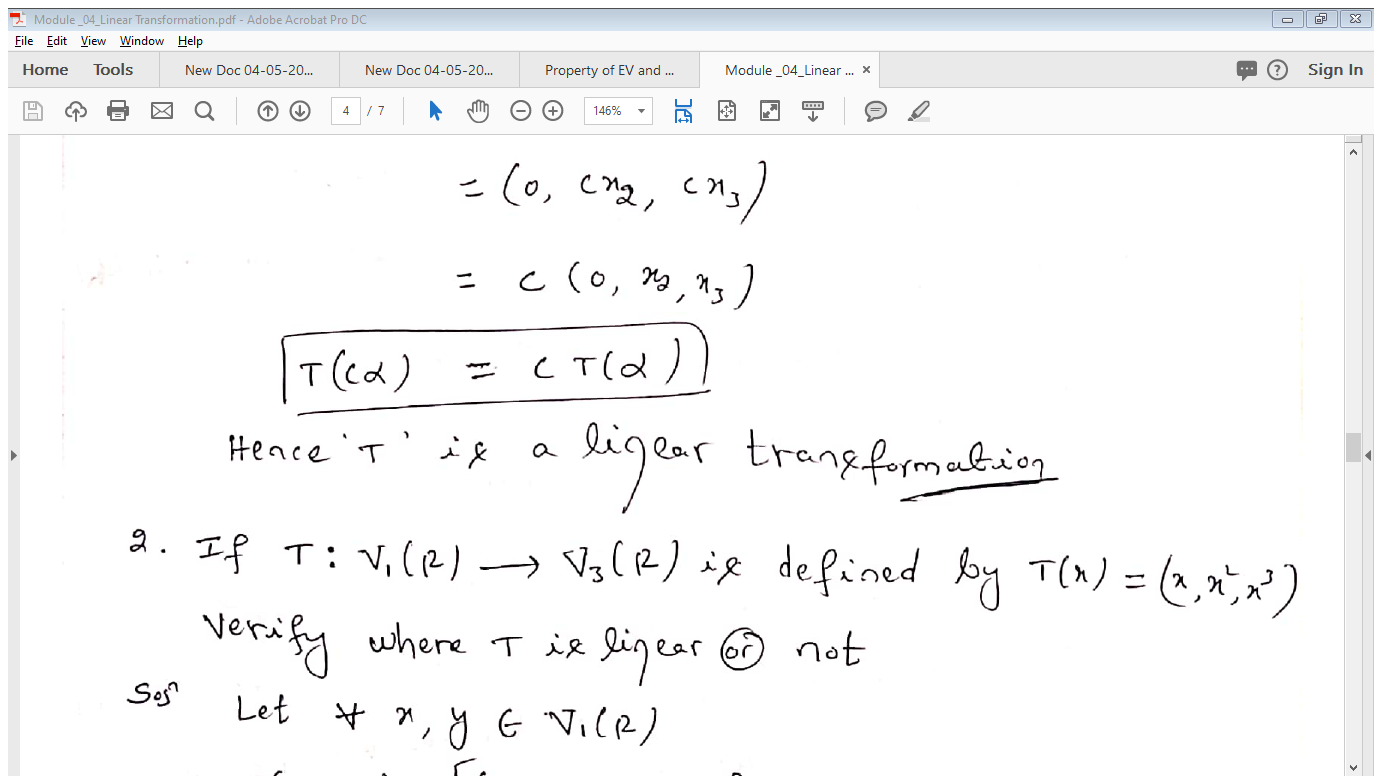 Module _04_Linear Transformation.pdf - Adobe Acrobat Pro DC
File Edit View Window Help
Home Tools New Doc 04-05-20... New Doc 04-05-20... Property of EV and ... Module _04_Linear ... × Sign In
4 / 7 146%
= (0, cx₂, cx₃)
= c (0, x₂, x₃)
T(cα) = c T(α)
Hence 'T' is a linear transformation
2. If T : V₁(R) → V₃(R) is defined by T(x) = (x, x², x³)
Verify where T is linear or not
Solⁿ Let ∀ x, y ∈ V₁(R)